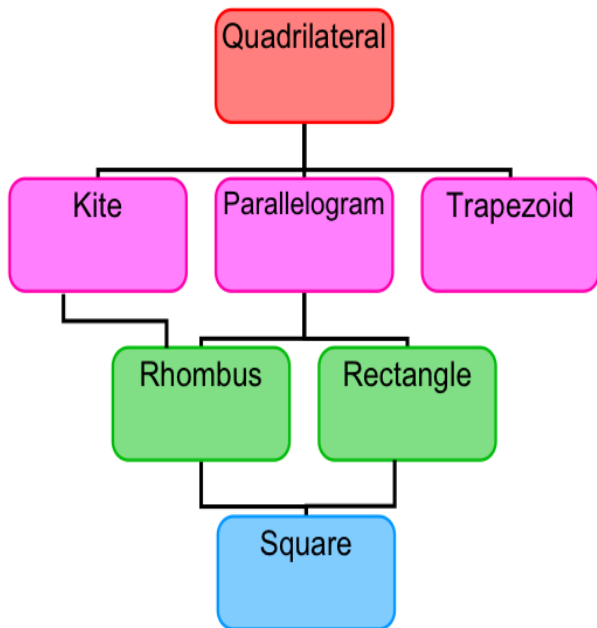 Quadrilateral
Kite
Parallelogram
Trapezoid
Rhombus
Rectangle
Square